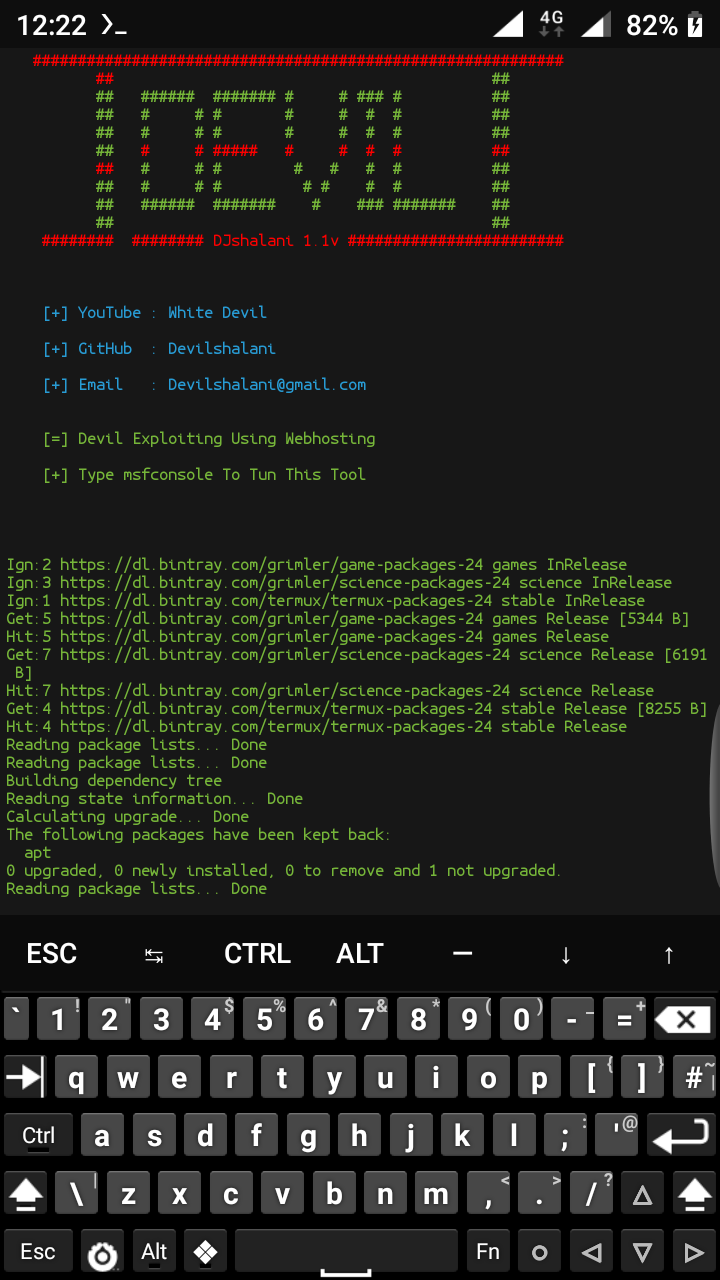 12:22 4G 82%
###########################################################
## ##
## ###### ####### # # ### # ##
## # # # # # # # ##
## # # # # # # # ##
## # # ##### # # # # ##
## # # # # # # # ##
## # # # # # # # ##
## ###### ####### # ### ####### ##
## ##
######## ######## DJshalani 1.1v ########################
[+] YouTube : White Devil
[+] GitHub : Devilshalani
[+] Email : Devilshalani@gmail.com
[=] Devil Exploiting Using Webhosting
[+] Type msfconsole To Tun This Tool
Ign:2 https://dl.bintray.com/grimler/game-packages-24 games InRelease
Ign:3 https://dl.bintray.com/grimler/science-packages-24 science InRelease
Ign:1 https://dl.bintray.com/termux/termux-packages-24 stable InRelease
Get:5 https://dl.bintray.com/grimler/game-packages-24 games Release [5344 B]
Hit:5 https://dl.bintray.com/grimler/game-packages-24 games Release
Get:7 https://dl.bintray.com/grimler/science-packages-24 science Release [6191
B]
Hit:7 https://dl.bintray.com/grimler/science-packages-24 science Release
Get:4 https://dl.bintray.com/termux/termux-packages-24 stable Release [8255 B]
Hit:4 https://dl.bintray.com/termux/termux-packages-24 stable Release
Reading package lists... Done
Reading package lists... Done
Building dependency tree
Reading state information... Done
Calculating upgrade... Done
The following packages have been kept back:
apt
0 upgraded, 0 newly installed, 0 to remove and 1 not upgraded.
Reading package lists... Done
ESC ↹ CTRL ALT — ↓ ↑
` 1 ! 2 " 3 4 $ 5 % 6 ^ 7 & 8 * 9 ( 0 ) - _ = +
q w e r t y u i o p [ { ] } # ~ |
Ctrl a s d f g h j k l ; : ' @
\ | z x c v b n m , < . > / ?
Esc Alt Fn